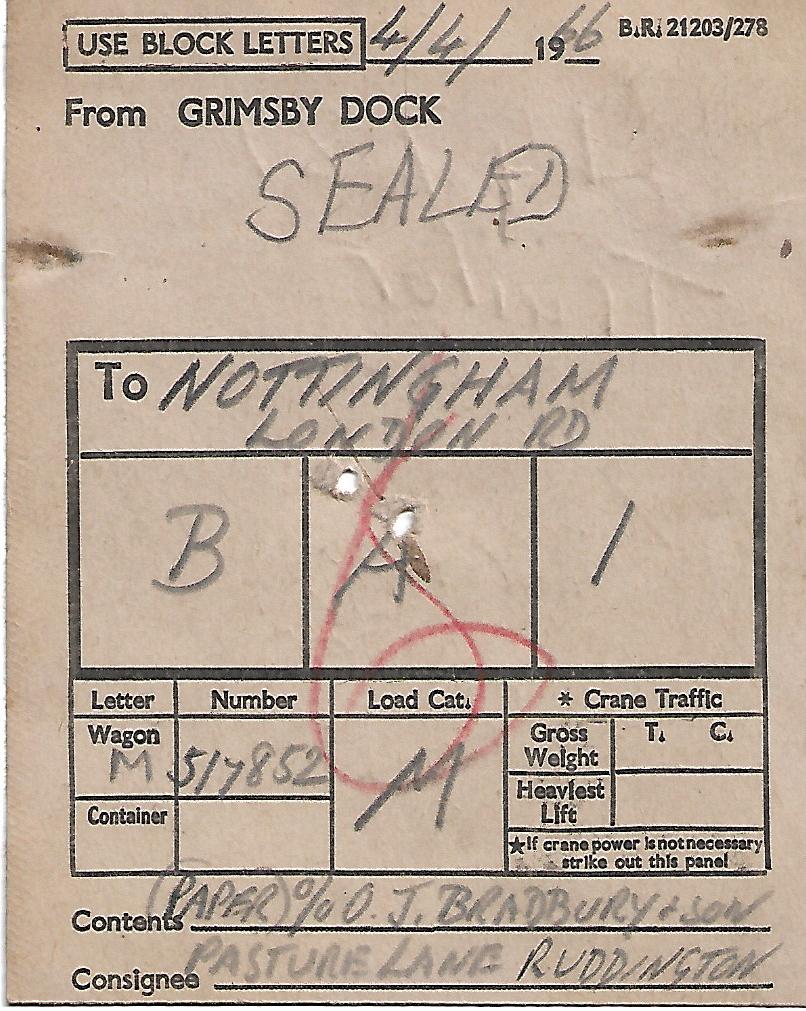 USE BLOCK LETTERS 4/4/ 1966 B.R. 21203/278
From GRIMSBY DOCK
SEALED
To NOTTINGHAM
LONDON RD
B A 1
Letter Number Load Cat. * Crane Traffic
Wagon Gross Weight T. C.
M 517852 M
Container Heaviest Lift
*If crane power is not necessary
strike out this panel
Contents (PAPER) % O. J. BRADBURY + SON
Consignee PASTURE LANE RUDDINGTON